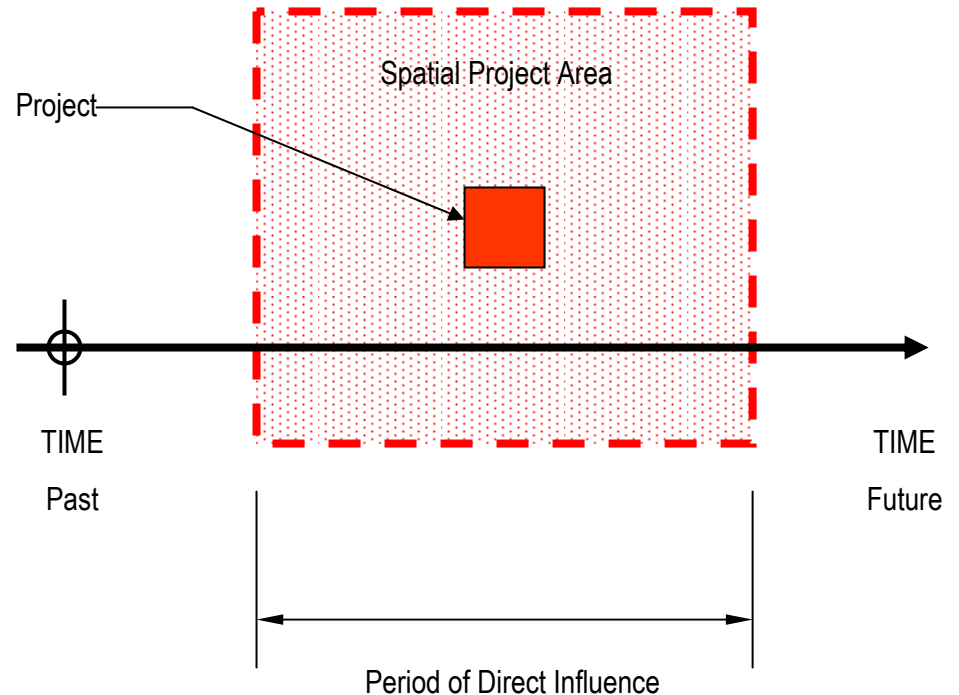 Spatial Project Area
Project
TIME
Past
TIME
Future
Period of Direct Influence